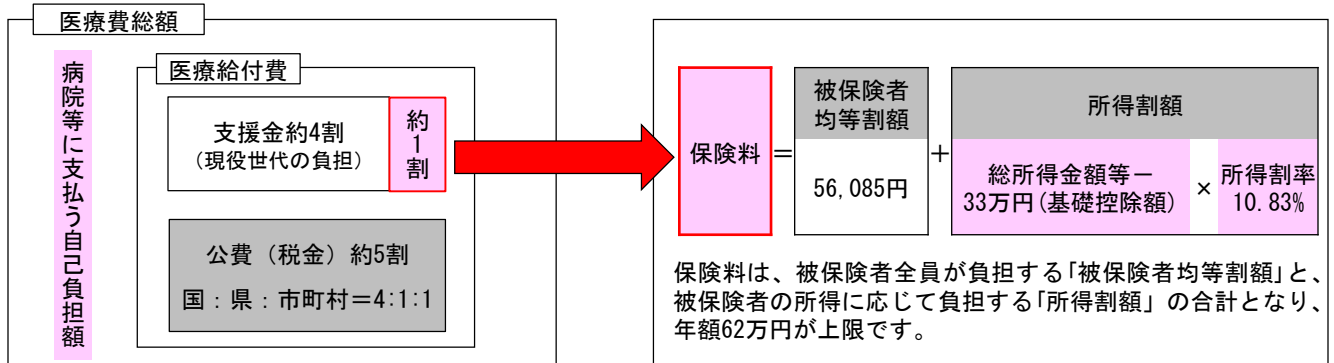 医療費総額
病院等に支払う自己負担額
医療給付費
支援金約4割
(現役世代の負担)
約1割
公費（税金）約5割
国：県：市町村＝4:1:1
保険料
＝
被保険者
均等割額
56,085円
＋
所得割額
総所得金額等－
33万円(基礎控除額)
×
所得割率
10.83%
保険料は、被保険者全員が負担する｢被保険者均等割額｣と、
被保険者の所得に応じて負担する｢所得割額」の合計となり、
年額62万円が上限です。